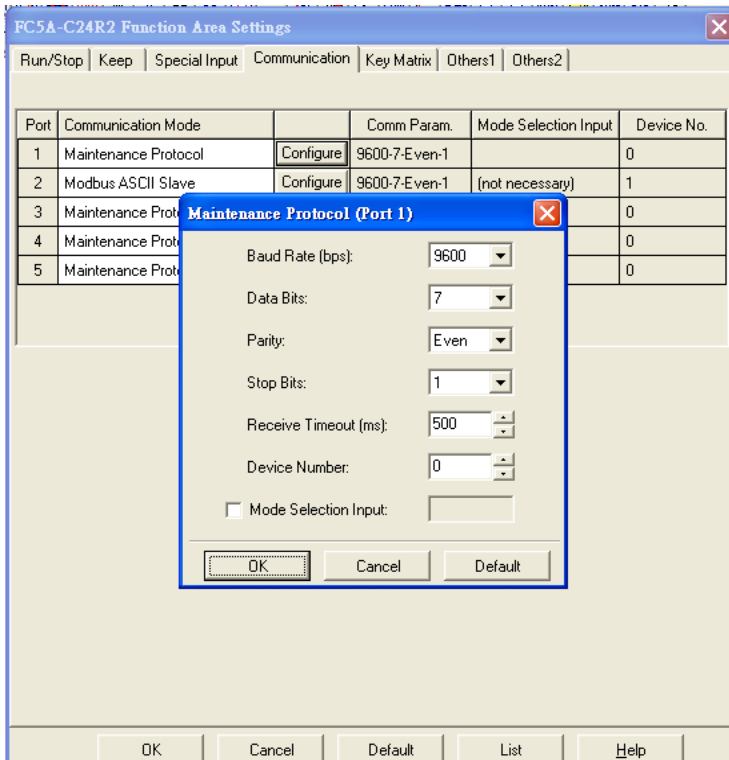 FC5A-C24R2 Function Area Settings
Run/Stop Keep Special Input Communication Key Matrix Others1 Others2
Port Communication Mode Comm Param. Mode Selection Input Device No.
1 Maintenance Protocol Configure 9600-7-Even-1 0
2 Modbus ASCII Slave Configure 9600-7-Even-1 (not necessary) 1
3 Maintenance Prot 0
4 Maintenance Prot 0
5 Maintenance Prot 0
Maintenance Protocol (Port 1)
Baud Rate (bps): 9600
Data Bits: 7
Parity: Even
Stop Bits: 1
Receive Timeout (ms): 500
Device Number: 0
Mode Selection Input:
OK Cancel Default
OK Cancel Default List Help